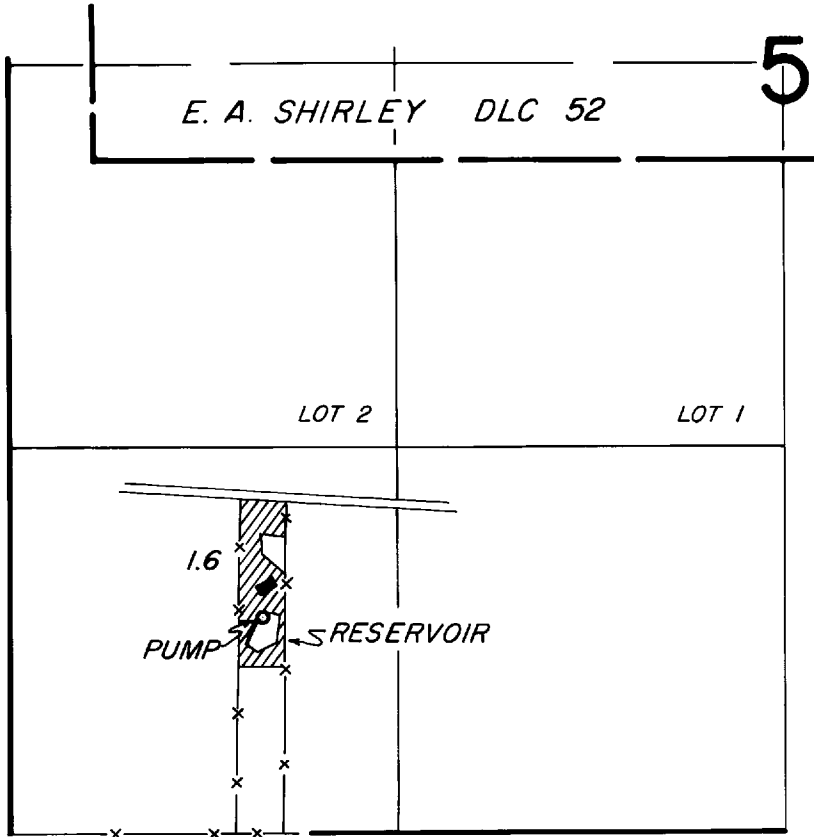 5
E. A. SHIRLEY DLC 52
LOT 2
LOT 1
1.6
PUMP
RESERVOIR